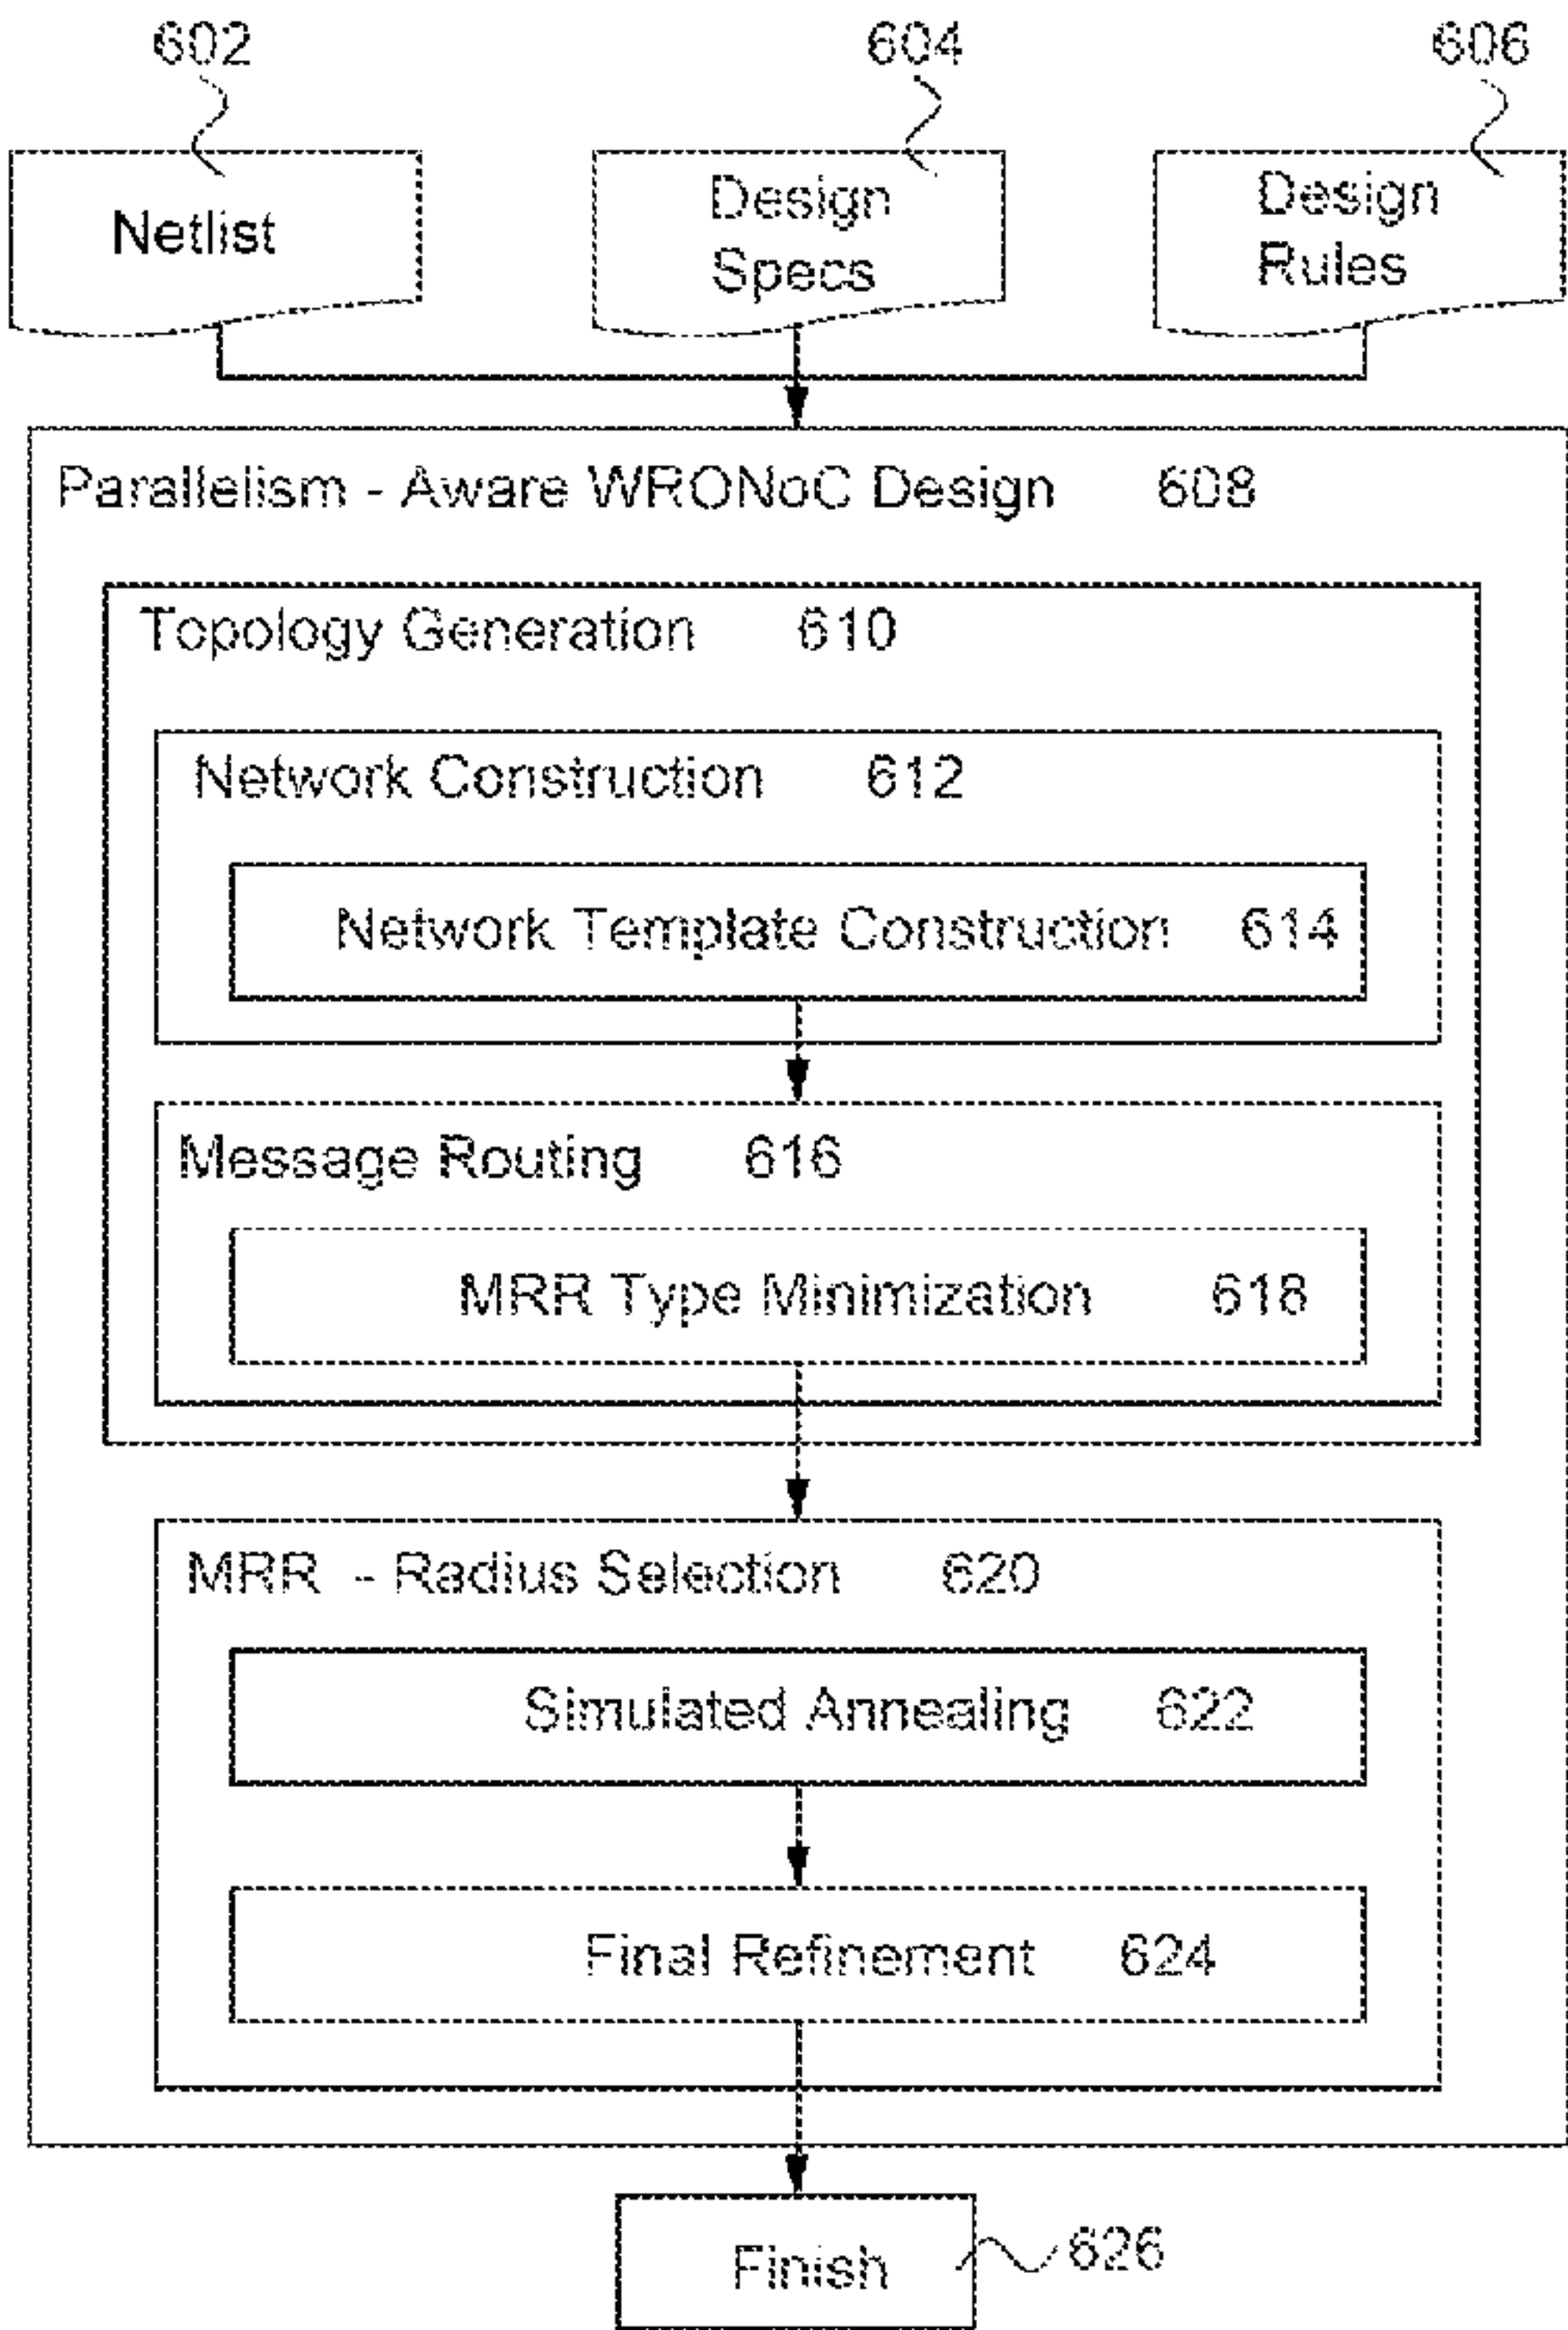 602
604
606
Netlist
Design
Specs
Design
Rules
Parallelism - Aware WRONoC Design 608
Topology Generation 610
Network Construction 612
Network Template Construction 614
Message Routing 616
MRR Type Minimization 618
MRR - Radius Selection 620
Simulated Annealing 622
Final Refinement 624
Finish
626